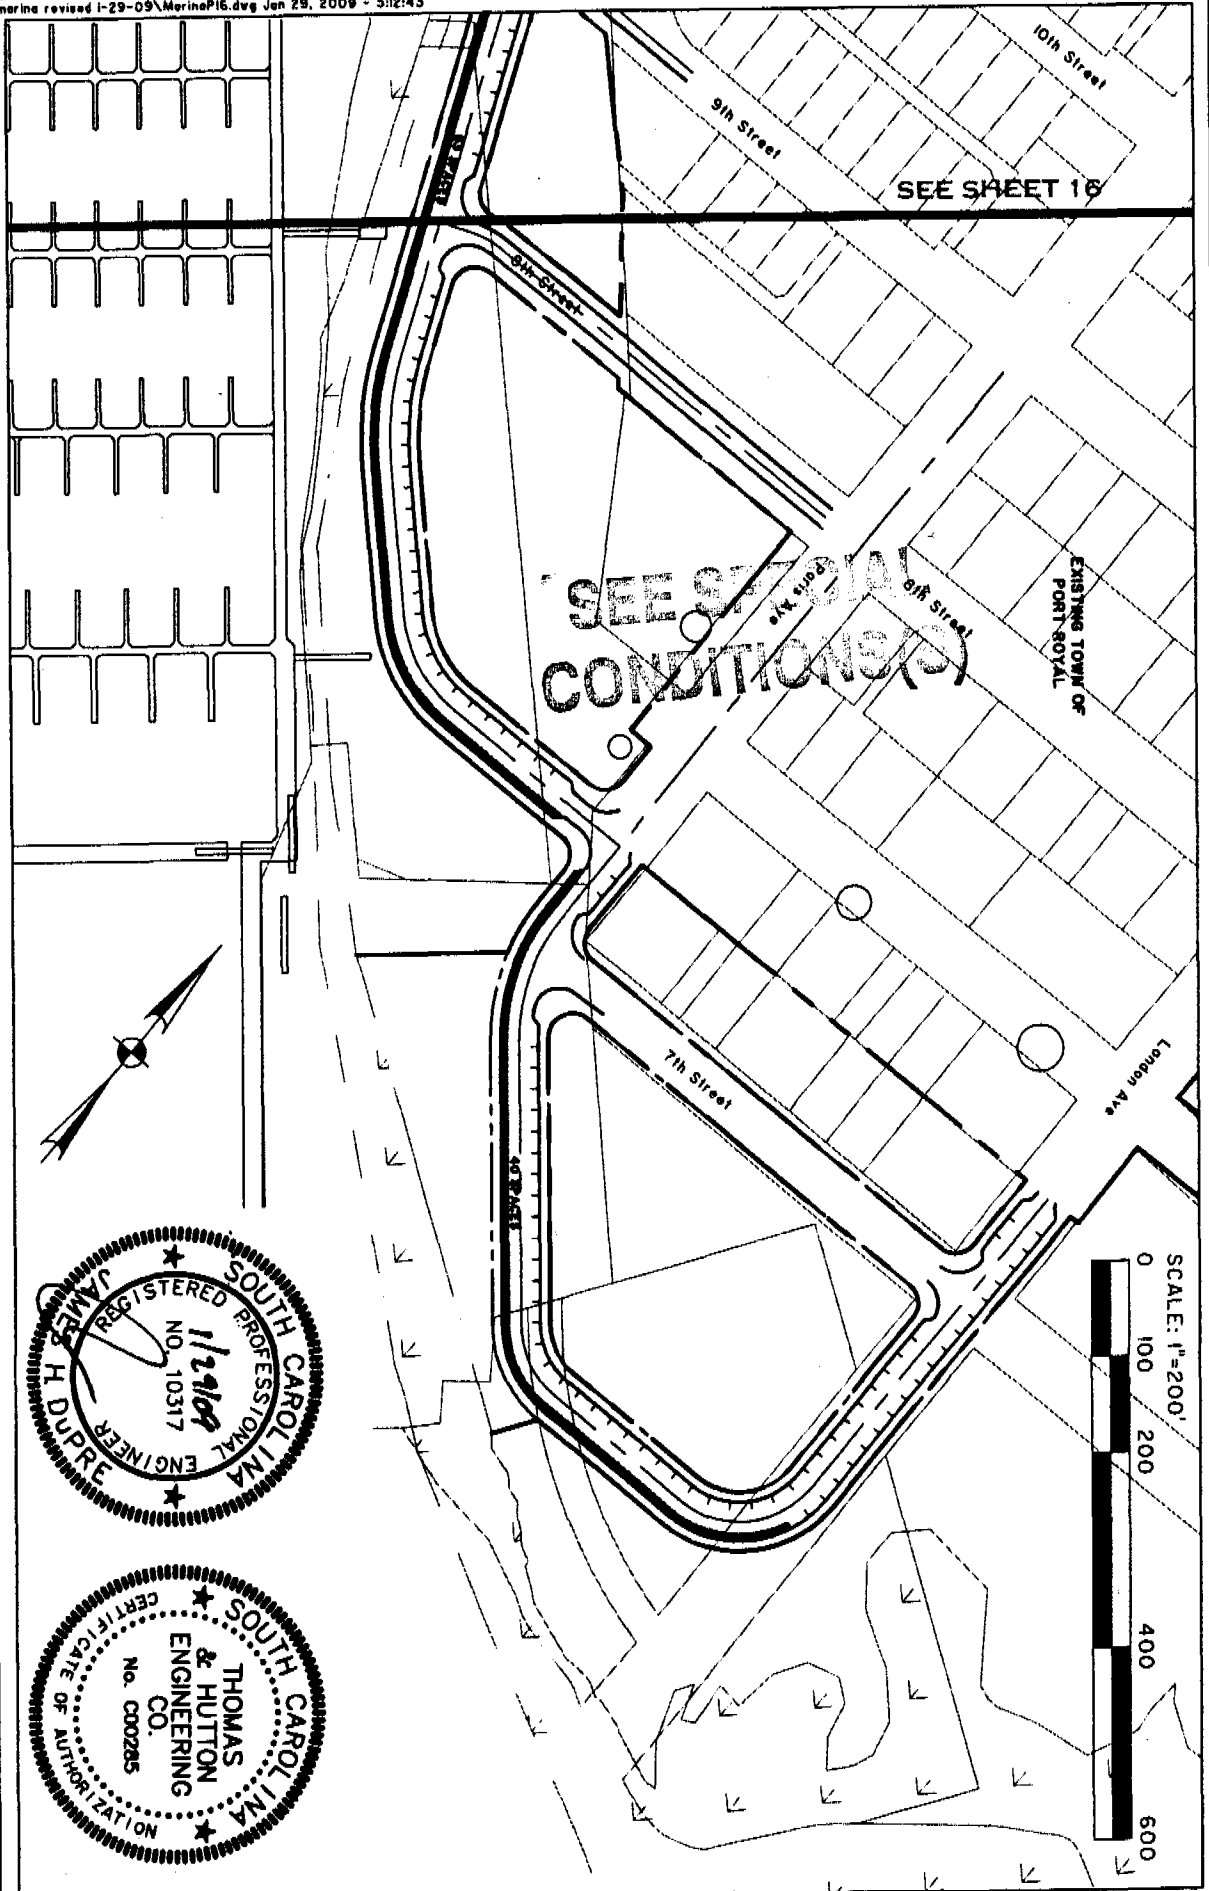 marina revised 1-29-09\MarinaP16.dwg Jan 29, 2009 - 5:12:43
10th Street
9th Street
SEE SHEET 16
8th Street
SEE SPECIAL
CONDITIONS(S)
Paris Ave
8th Street
EXISTING TOWN OF
PORT ROYAL
London Ave
7th Street
40 SPACES
SCALE: 1"=200'
0 100 200 400 600
SOUTH CAROLINA
REGISTERED PROFESSIONAL ENGINEER
1/29/09
NO. 10317
JAMES H DuPRE
SOUTH CAROLINA
THOMAS
& HUTTON
ENGINEERING
CO.
No. C00285
CERTIFICATE OF AUTHORIZATION